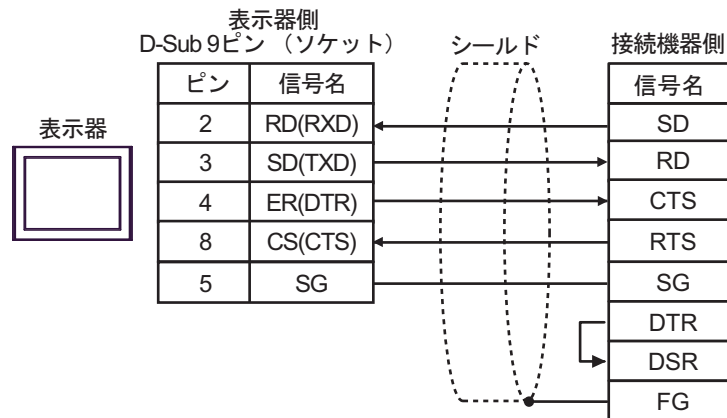 表示器側
D-Sub 9ピン （ソケット）
シールド
接続機器側
表示器
ピン 信号名 信号名
2 RD(RXD) SD
3 SD(TXD) RD
4 ER(DTR) CTS
8 CS(CTS) RTS
5 SG SG
DTR
DSR
FG